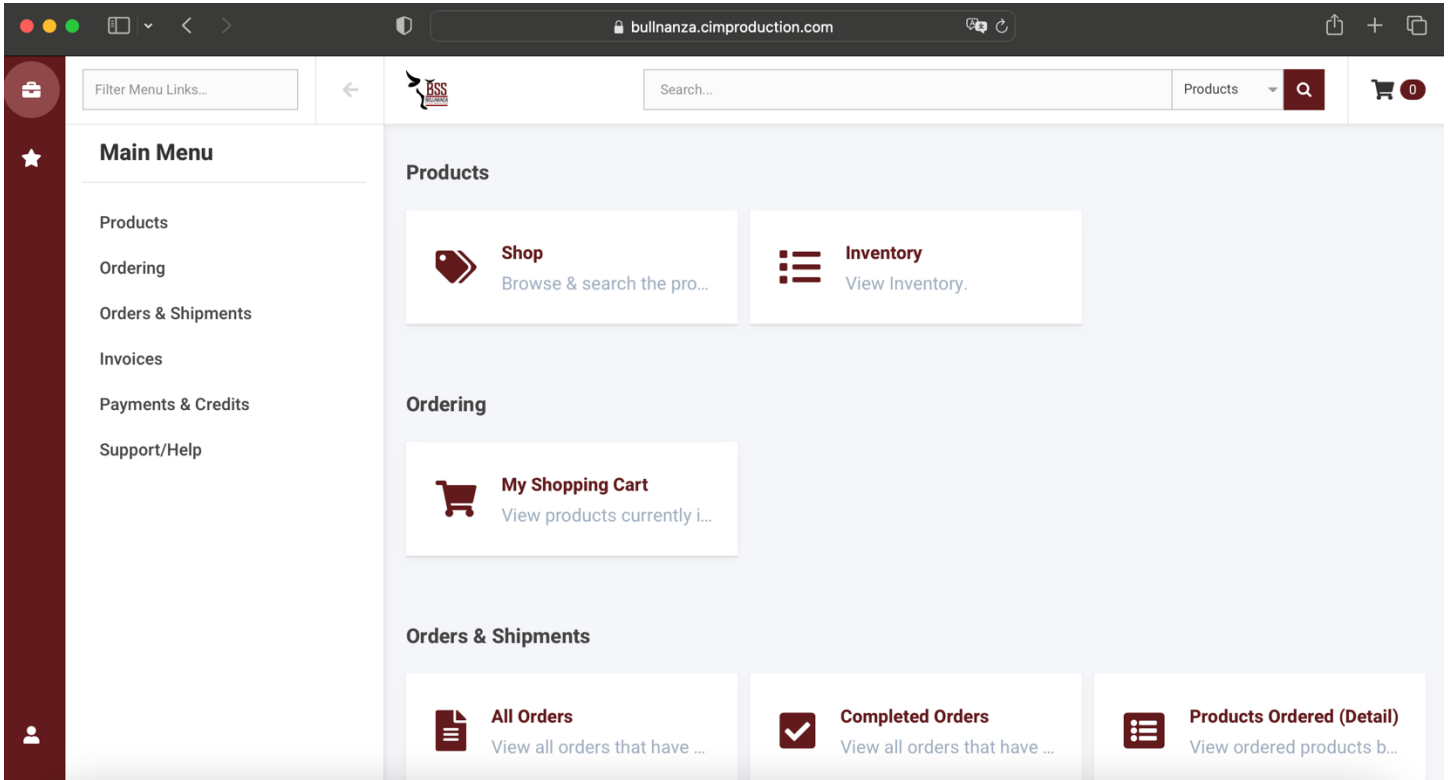 bullnanza.cimproduction.com
Filter Menu Links...
BSS
BULLNANZA
Search...
Products
0
Main Menu
Products
Ordering
Orders & Shipments
Invoices
Payments & Credits
Support/Help
Products
Shop
Browse & search the pro...
Inventory
View Inventory.
Ordering
My Shopping Cart
View products currently i...
Orders & Shipments
All Orders
View all orders that have ...
Completed Orders
View all orders that have ...
Products Ordered (Detail)
View ordered products b...